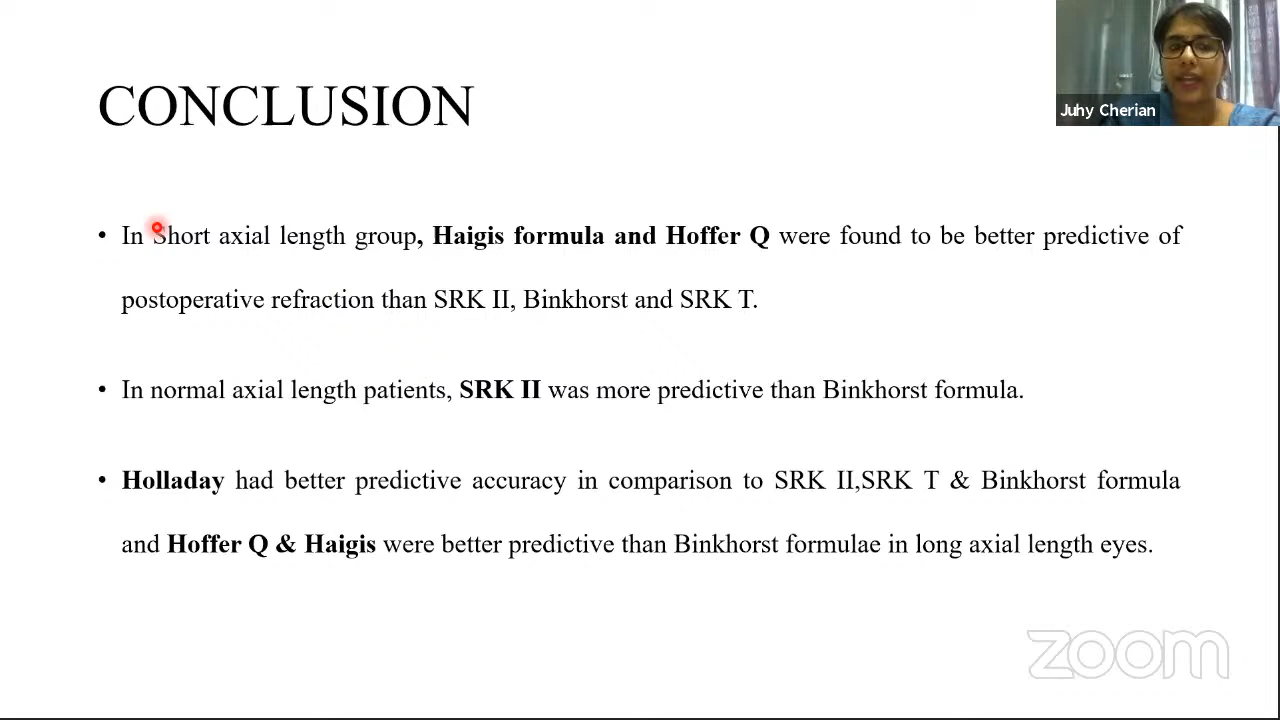 CONCLUSION
Juhy Cherian
• In Short axial length group, Haigis formula and Hoffer Q were found to be better predictive of
postoperative refraction than SRK II, Binkhorst and SRK T.
• In normal axial length patients, SRK II was more predictive than Binkhorst formula.
• Holladay had better predictive accuracy in comparison to SRK II,SRK T & Binkhorst formula
and Hoffer Q & Haigis were better predictive than Binkhorst formulae in long axial length eyes.
zoom